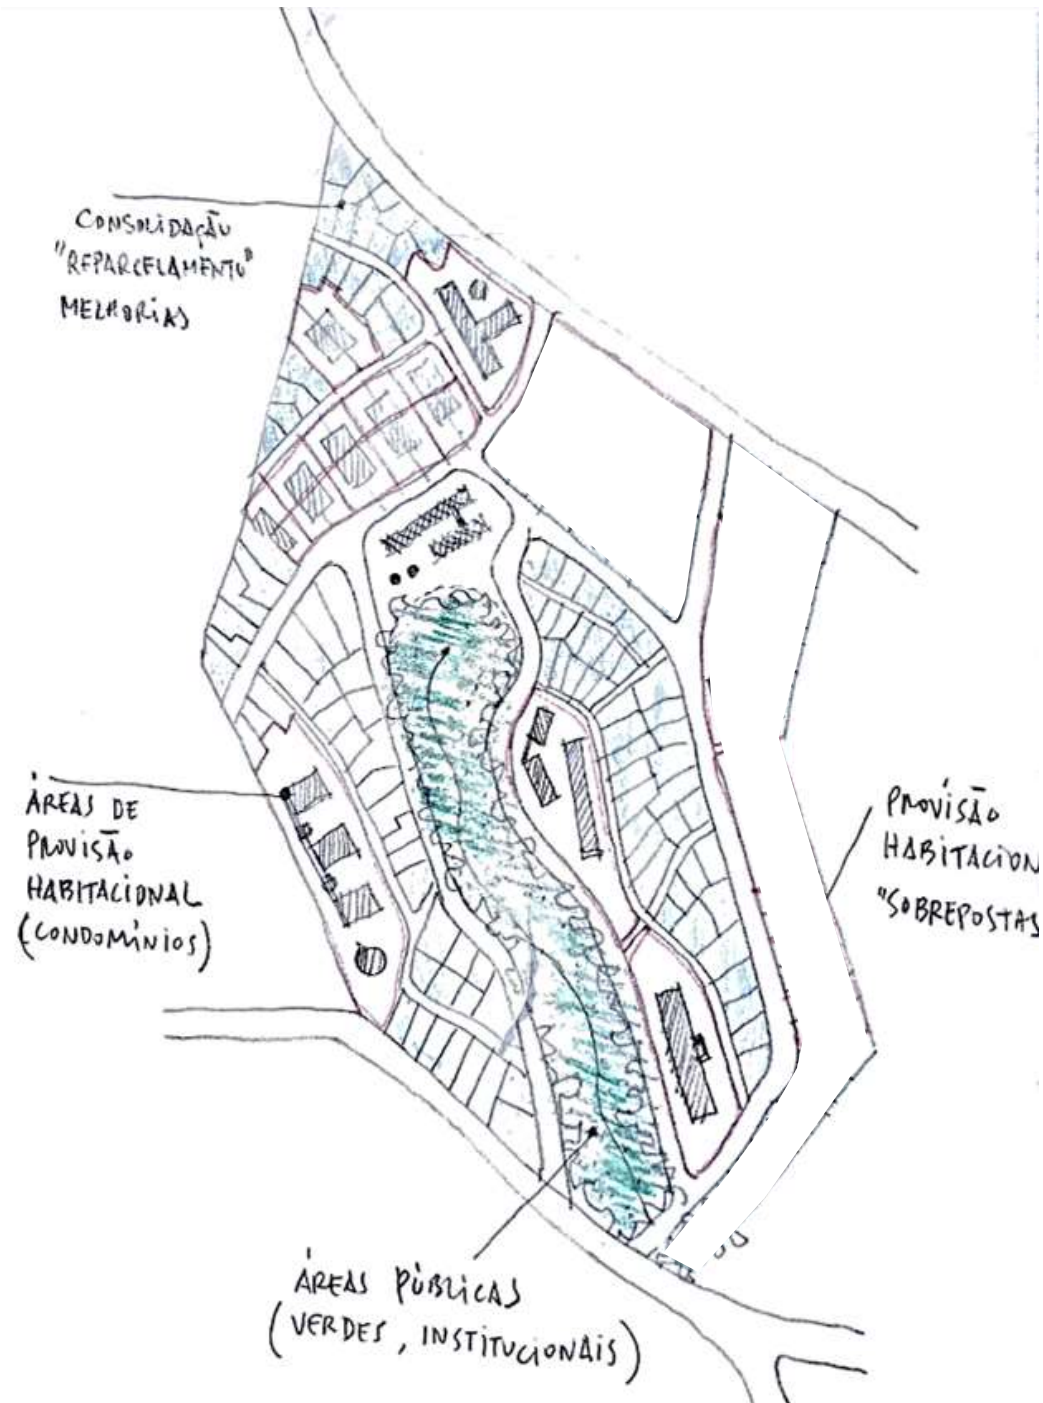 CONSOLIDAÇÃO
"REPARCELAMENTO"
MELHORIAS
ÁREAS DE
PROVISÃO
HABITACIONAL
(CONDOMÍNIOS)
PROVISÃO
HABITACION
"SOBREPOSTAS
ÁREAS PÚBLICAS
(VERDES, INSTITUCIONAIS)